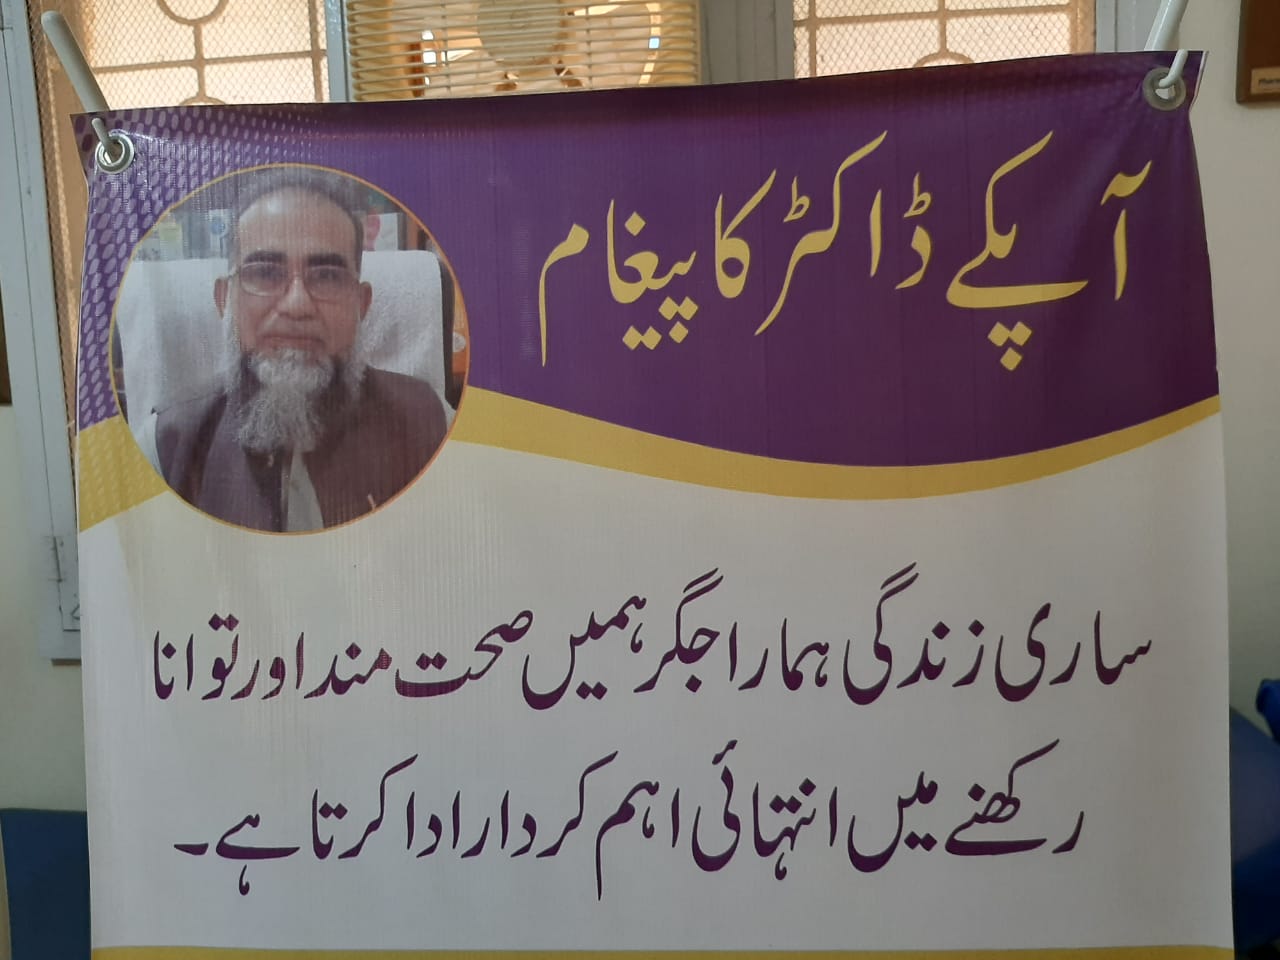 آپکے ڈاکٹر کا پیغام
ساری زندگی ہمارا جگر ہمیں صحت مند اور توانا
رکھنے میں انتہائی اہم کردار ادا کرتا ہے۔